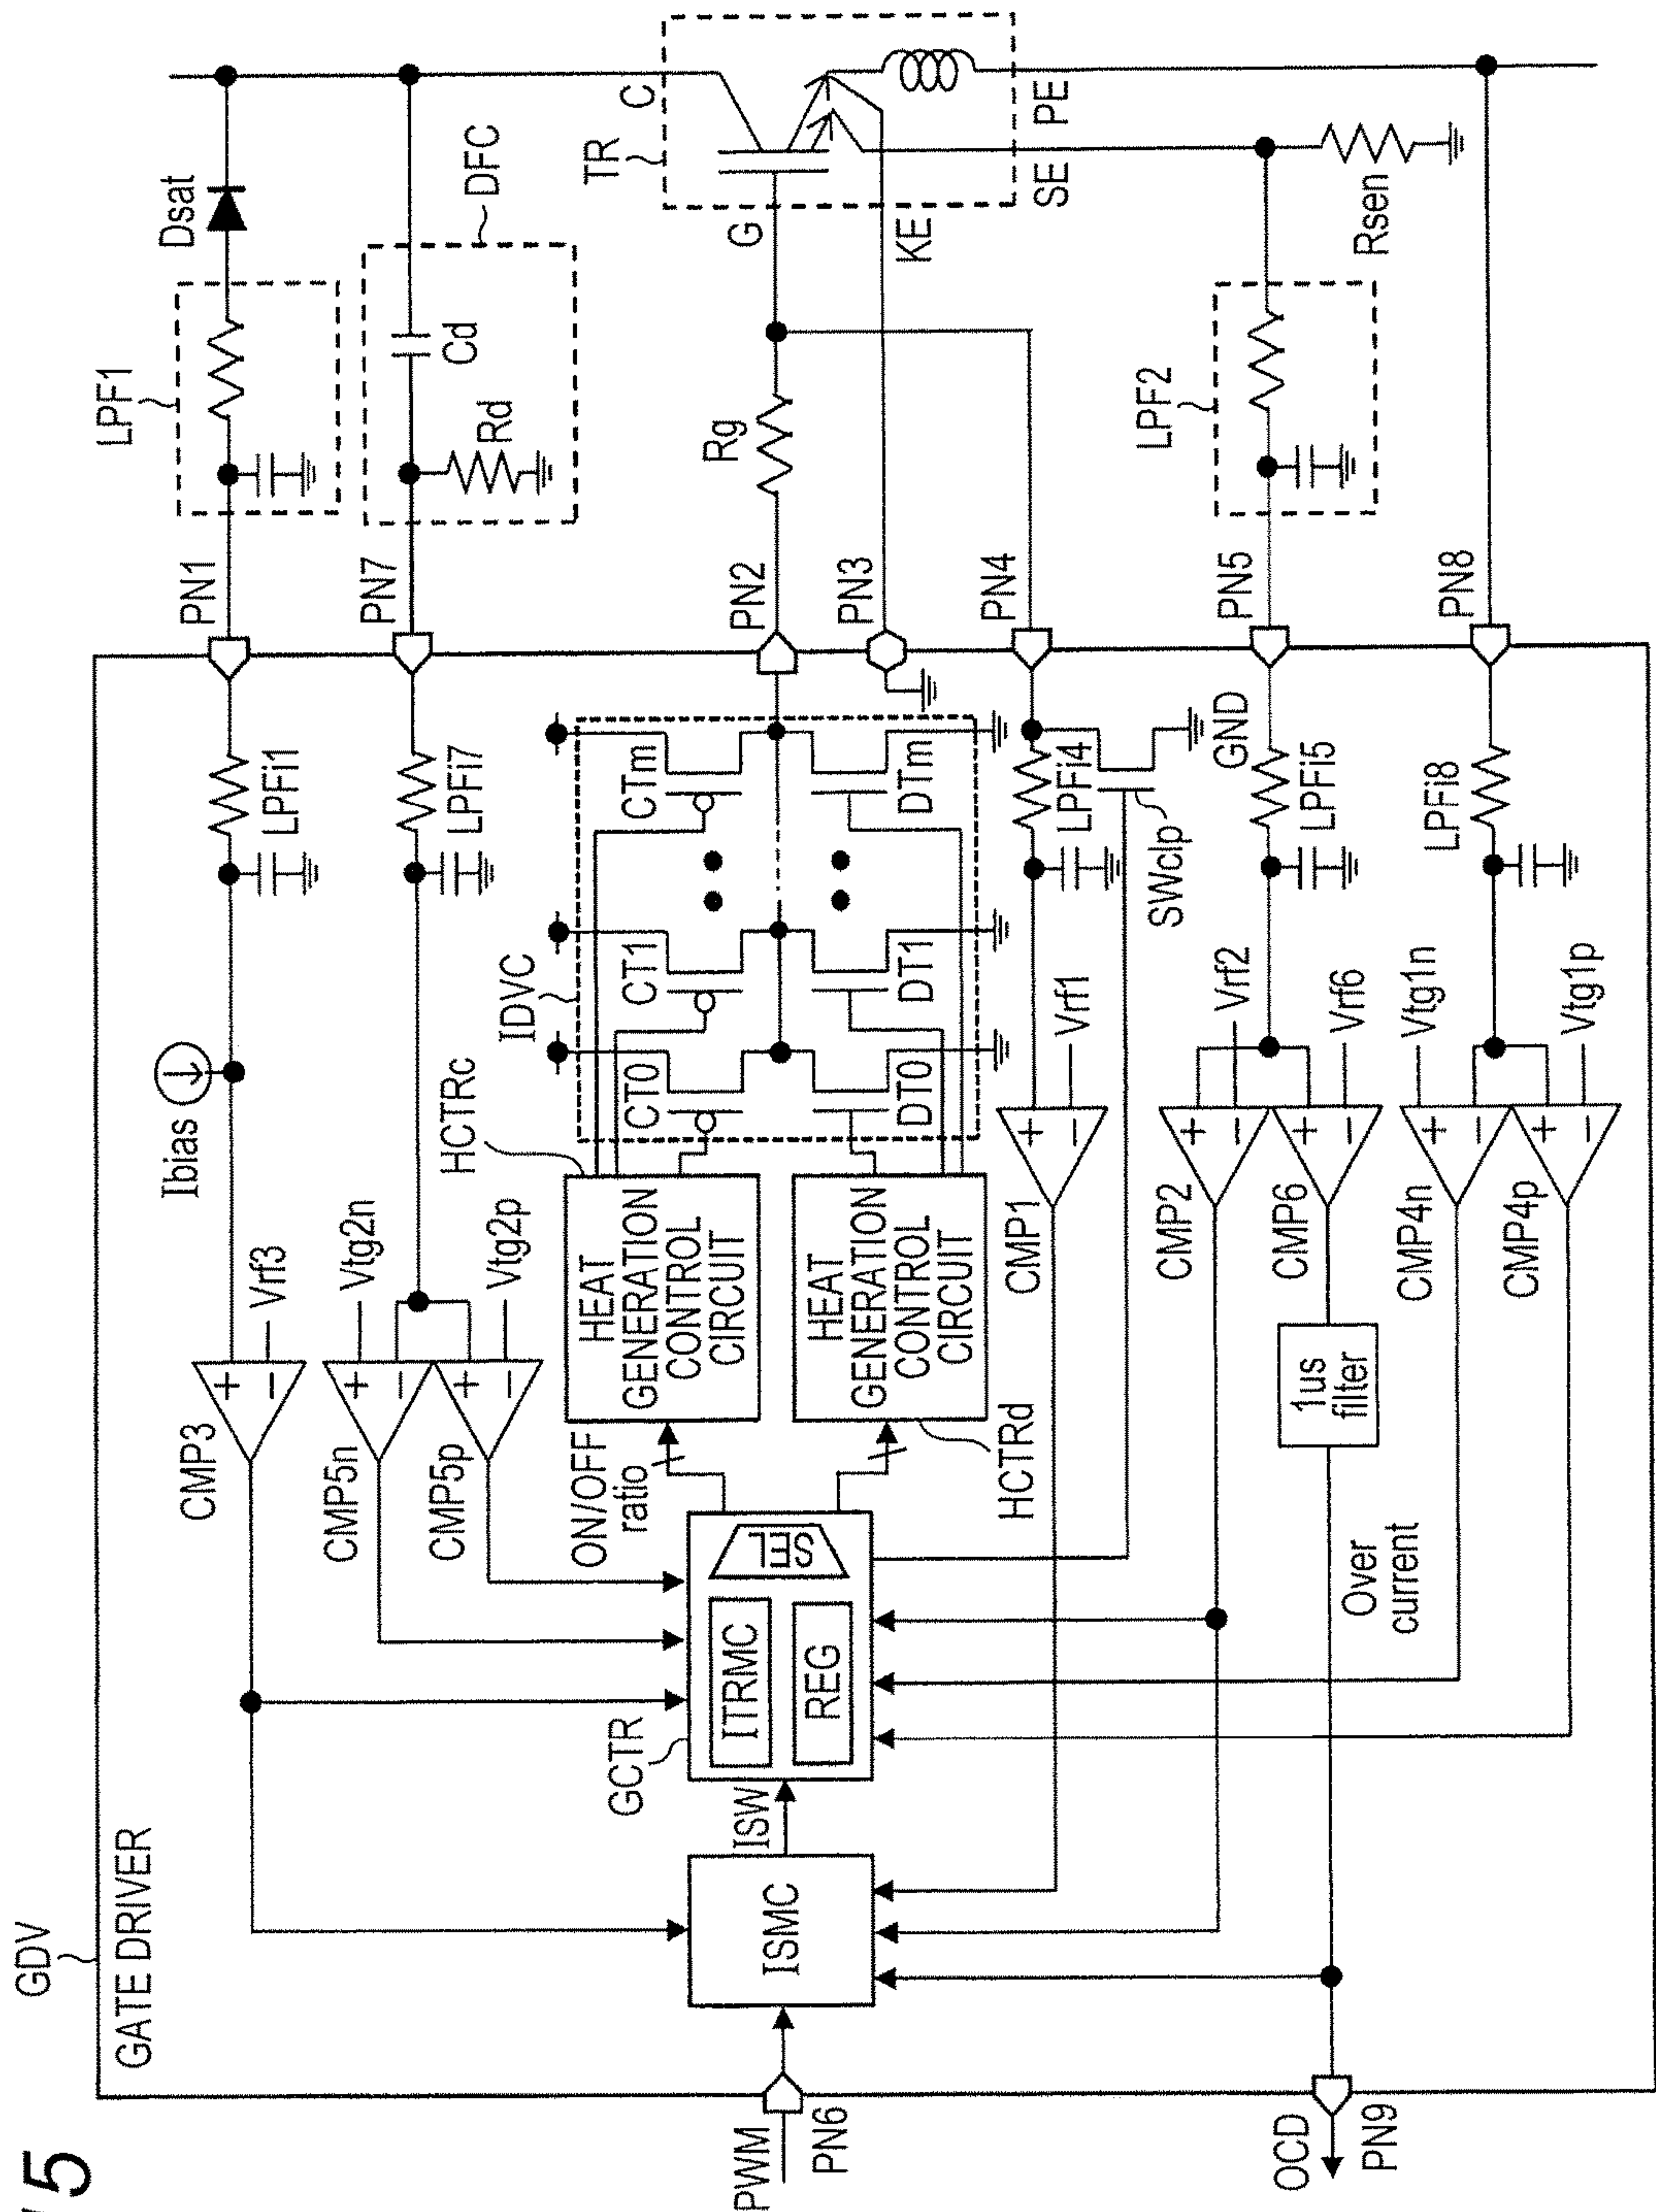 5
GDV
GATE DRIVER
PWM
PN6
OCD
PN9
ISMC
ISW
GCTR
ITRMC
REG
SEL
CMP3
Vrf3
Ibias
LPFi1
PN1
LPF1
Dsat
CMP5n
Vtg2n
CMP5p
Vtg2p
LPFi7
PN7
Cd
Rd
DFC
ON/OFF
ratio
HCTRc
HEAT
GENERATION
CONTROL
CIRCUIT
HCTRd
HEAT
GENERATION
CONTROL
CIRCUIT
IDVC
CT0
CT1
CTm
DT0
DT1
DTm
PN2
Rg
G
TR
C
KE
SE
PE
PN3
PN4
CMP1
Vrf1
LPFi4
SWclp
GND
CMP2
Vrf2
CMP6
Vrf6
LPFi5
PN5
LPF2
Rsen
1us
filter
Over
current
CMP4n
Vtg1n
CMP4p
Vtg1p
LPFi8
PN8